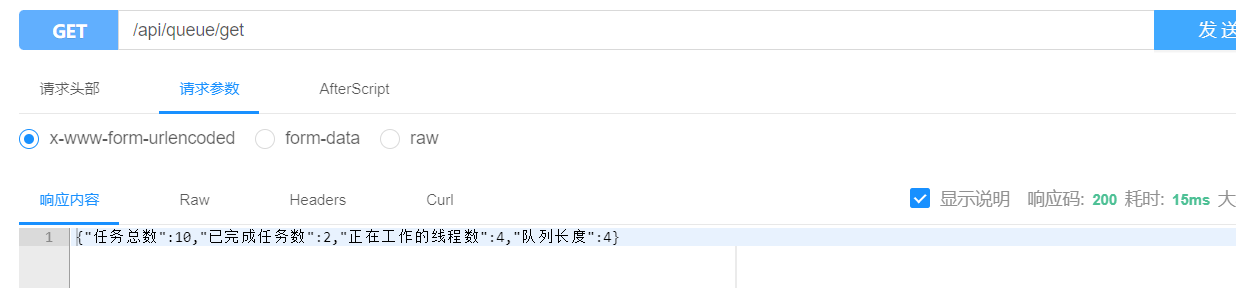 GET /api/queue/get 发送
请求头部 请求参数 AfterScript
x-www-form-urlencoded form-data raw
响应内容 Raw Headers Curl 显示说明 响应码: 200 耗时: 15ms 大
1 {"任务总数":10,"已完成任务数":2,"正在工作的线程数":4,"队列长度":4}